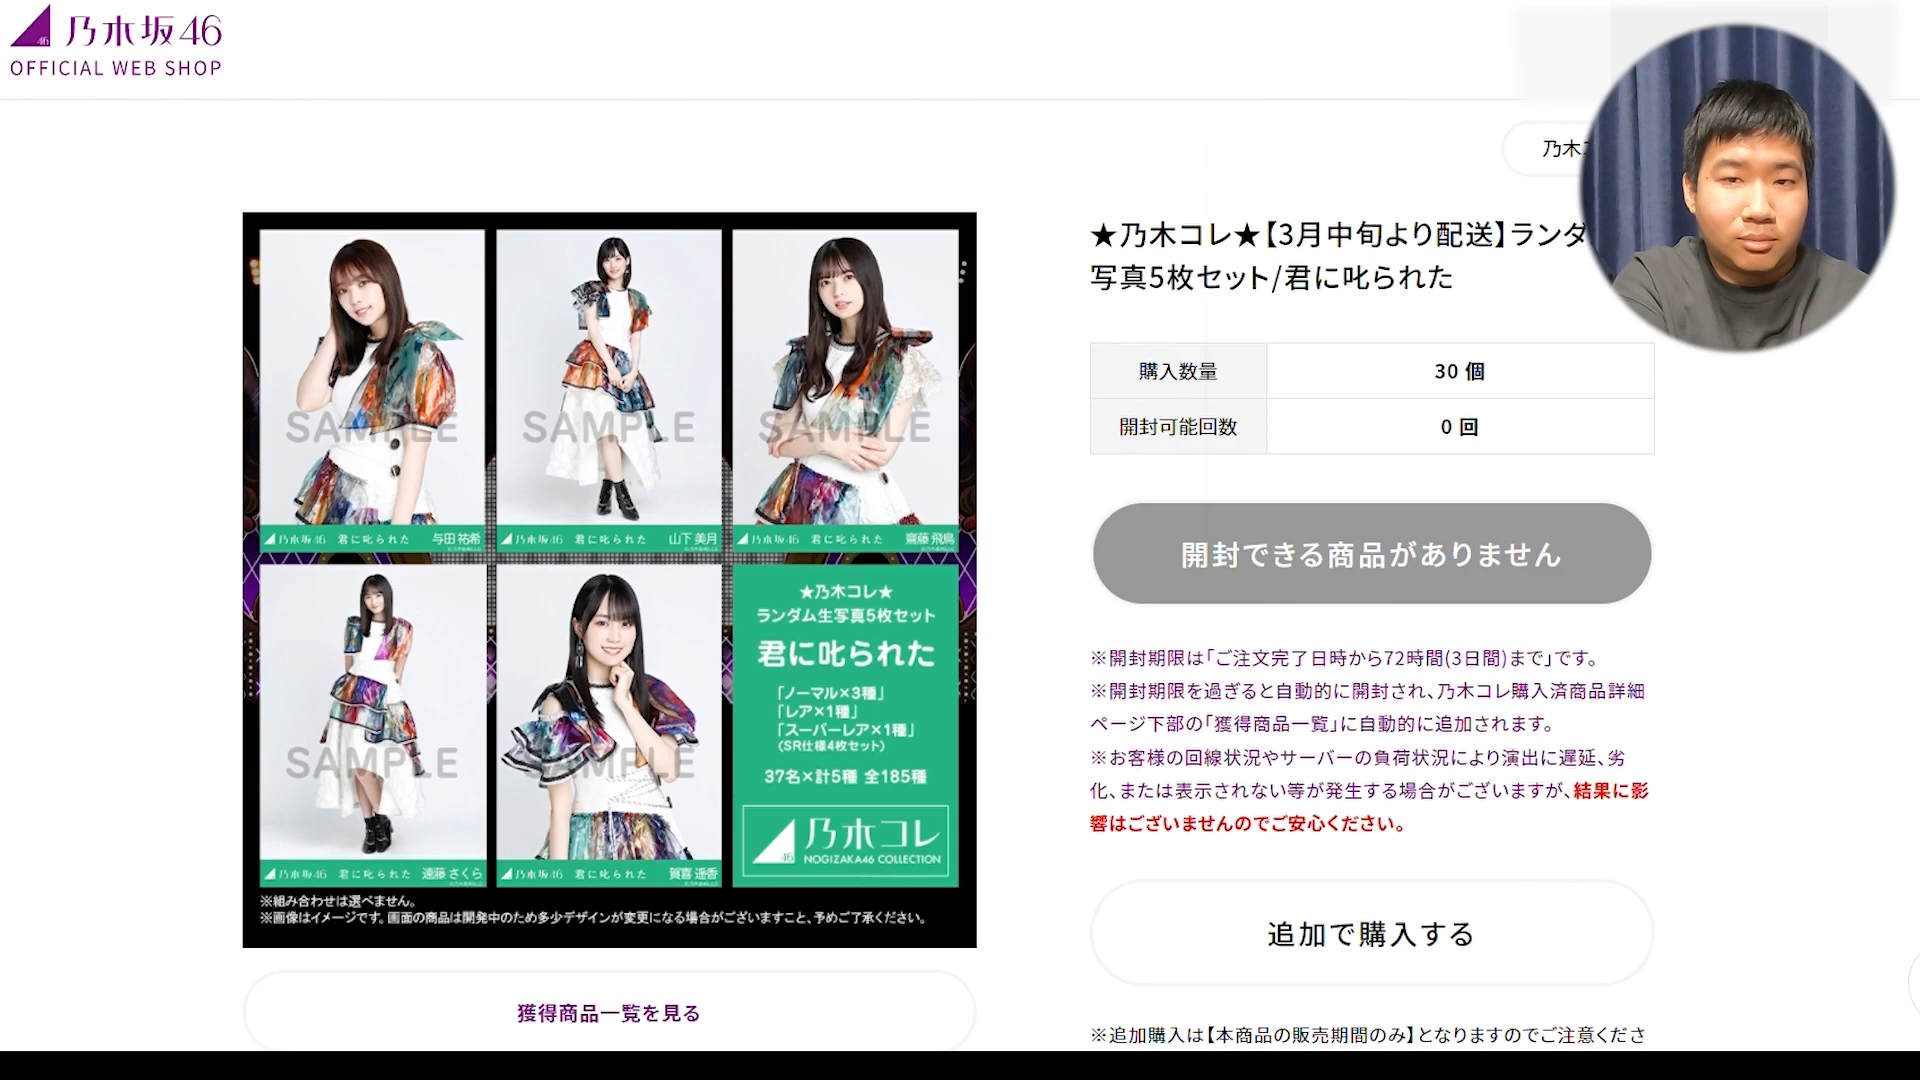 乃木坂46
OFFICIAL WEB SHOP
乃木コ
★乃木コレ★【3月中旬より配送】ランダ
写真5枚セット/君に叱られた
購入数量 30 個
開封可能回数 0 回
開封できる商品がありません
※開封期限は「ご注文完了日時から72時間(3日間)まで」です。
※開封期限を過ぎると自動的に開封され、乃木コレ購入済商品詳細
ページ下部の「獲得商品一覧」に自動的に追加されます。
※お客様の回線状況やサーバーの負荷状況により演出に遅延、劣
化、または表示されない等が発生する場合がございますが、結果に影
響はございませんのでご安心ください。
追加で購入する
※追加購入は【本商品の販売期間のみ】となりますのでご注意くださ
SAMPLE SAMPLE SAMPLE
乃木坂46 君に叱られた 与田 祐希
乃木坂46 君に叱られた 山下 美月
乃木坂46 君に叱られた 齋藤 飛鳥
SAMPLE SAMPLE
乃木坂46 君に叱られた 遠藤 さくら
乃木坂46 君に叱られた 賀喜 遥香
★乃木コレ★
ランダム生写真5枚セット
君に叱られた
「ノーマル×3種」
「レア×1種」
「スーパーレア×1種」
(SR仕様4枚セット)
37名×計5種 全185種
46 乃木コレ
NOGIZAKA46 COLLECTION
※組み合わせは選べません。
※画像はイメージです。画面の商品は開発中のため多少デザインが変更になる場合がございますこと、予めご了承ください。
獲得商品一覧を見る